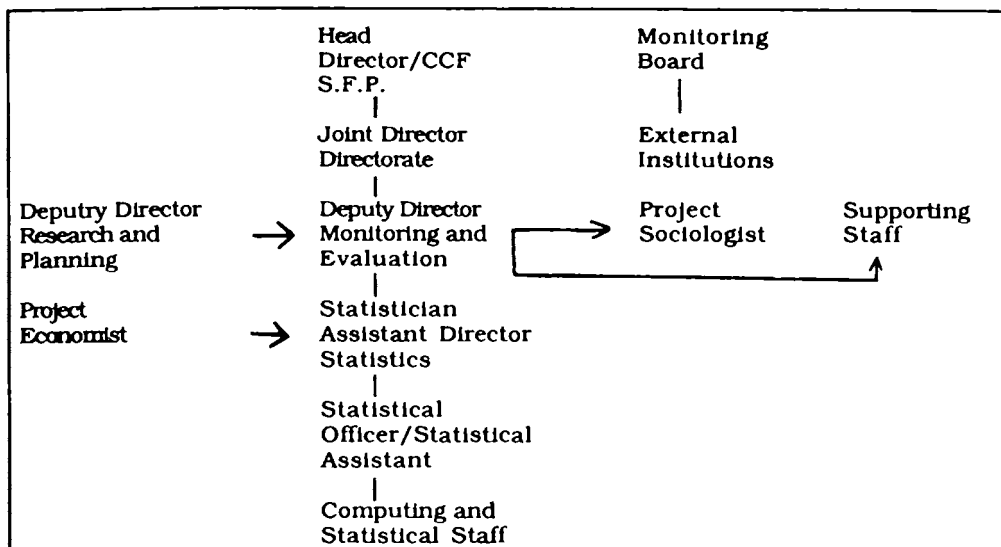 Head
Director/CCF
S.F.P.
Monitoring
Board
Joint Director
Directorate
External
Institutions
Deputry Director
Research and
Planning
Deputy Director
Monitoring and
Evaluation
Project
Sociologist
Supporting
Staff
Project
Economist
Statistician
Assistant Director
Statistics
Statistical
Officer/Statistical
Assistant
Computing and
Statistical Staff